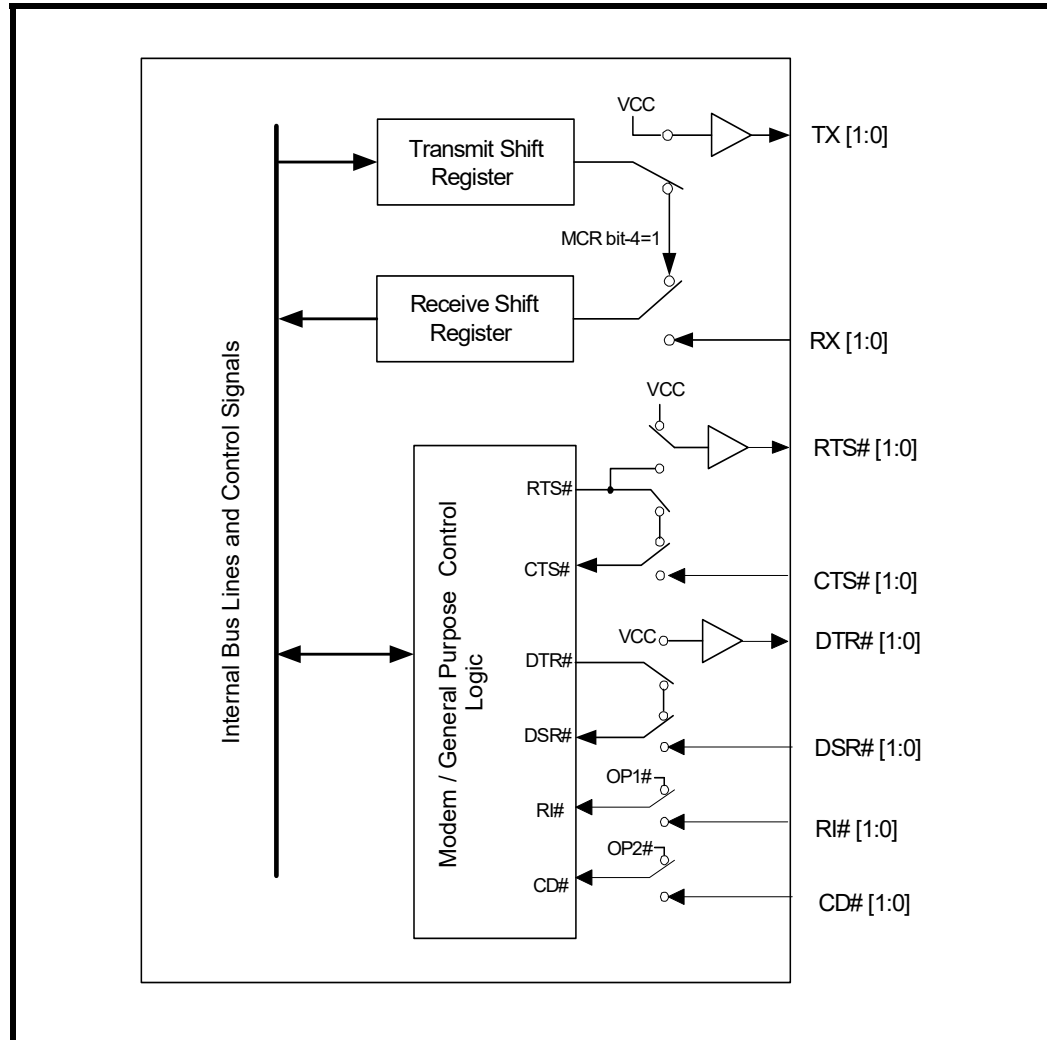 VCC
TX [1:0]
Transmit Shift
Register
MCR bit-4=1
Receive Shift
Register
RX [1:0]
Internal Bus Lines and Control Signals
VCC
RTS# [1:0]
RTS#
CTS#
CTS# [1:0]
Modem / General Purpose Control
Logic
VCC
DTR# [1:0]
DTR#
DSR#
DSR# [1:0]
OP1#
RI#
RI# [1:0]
OP2#
CD#
CD# [1:0]